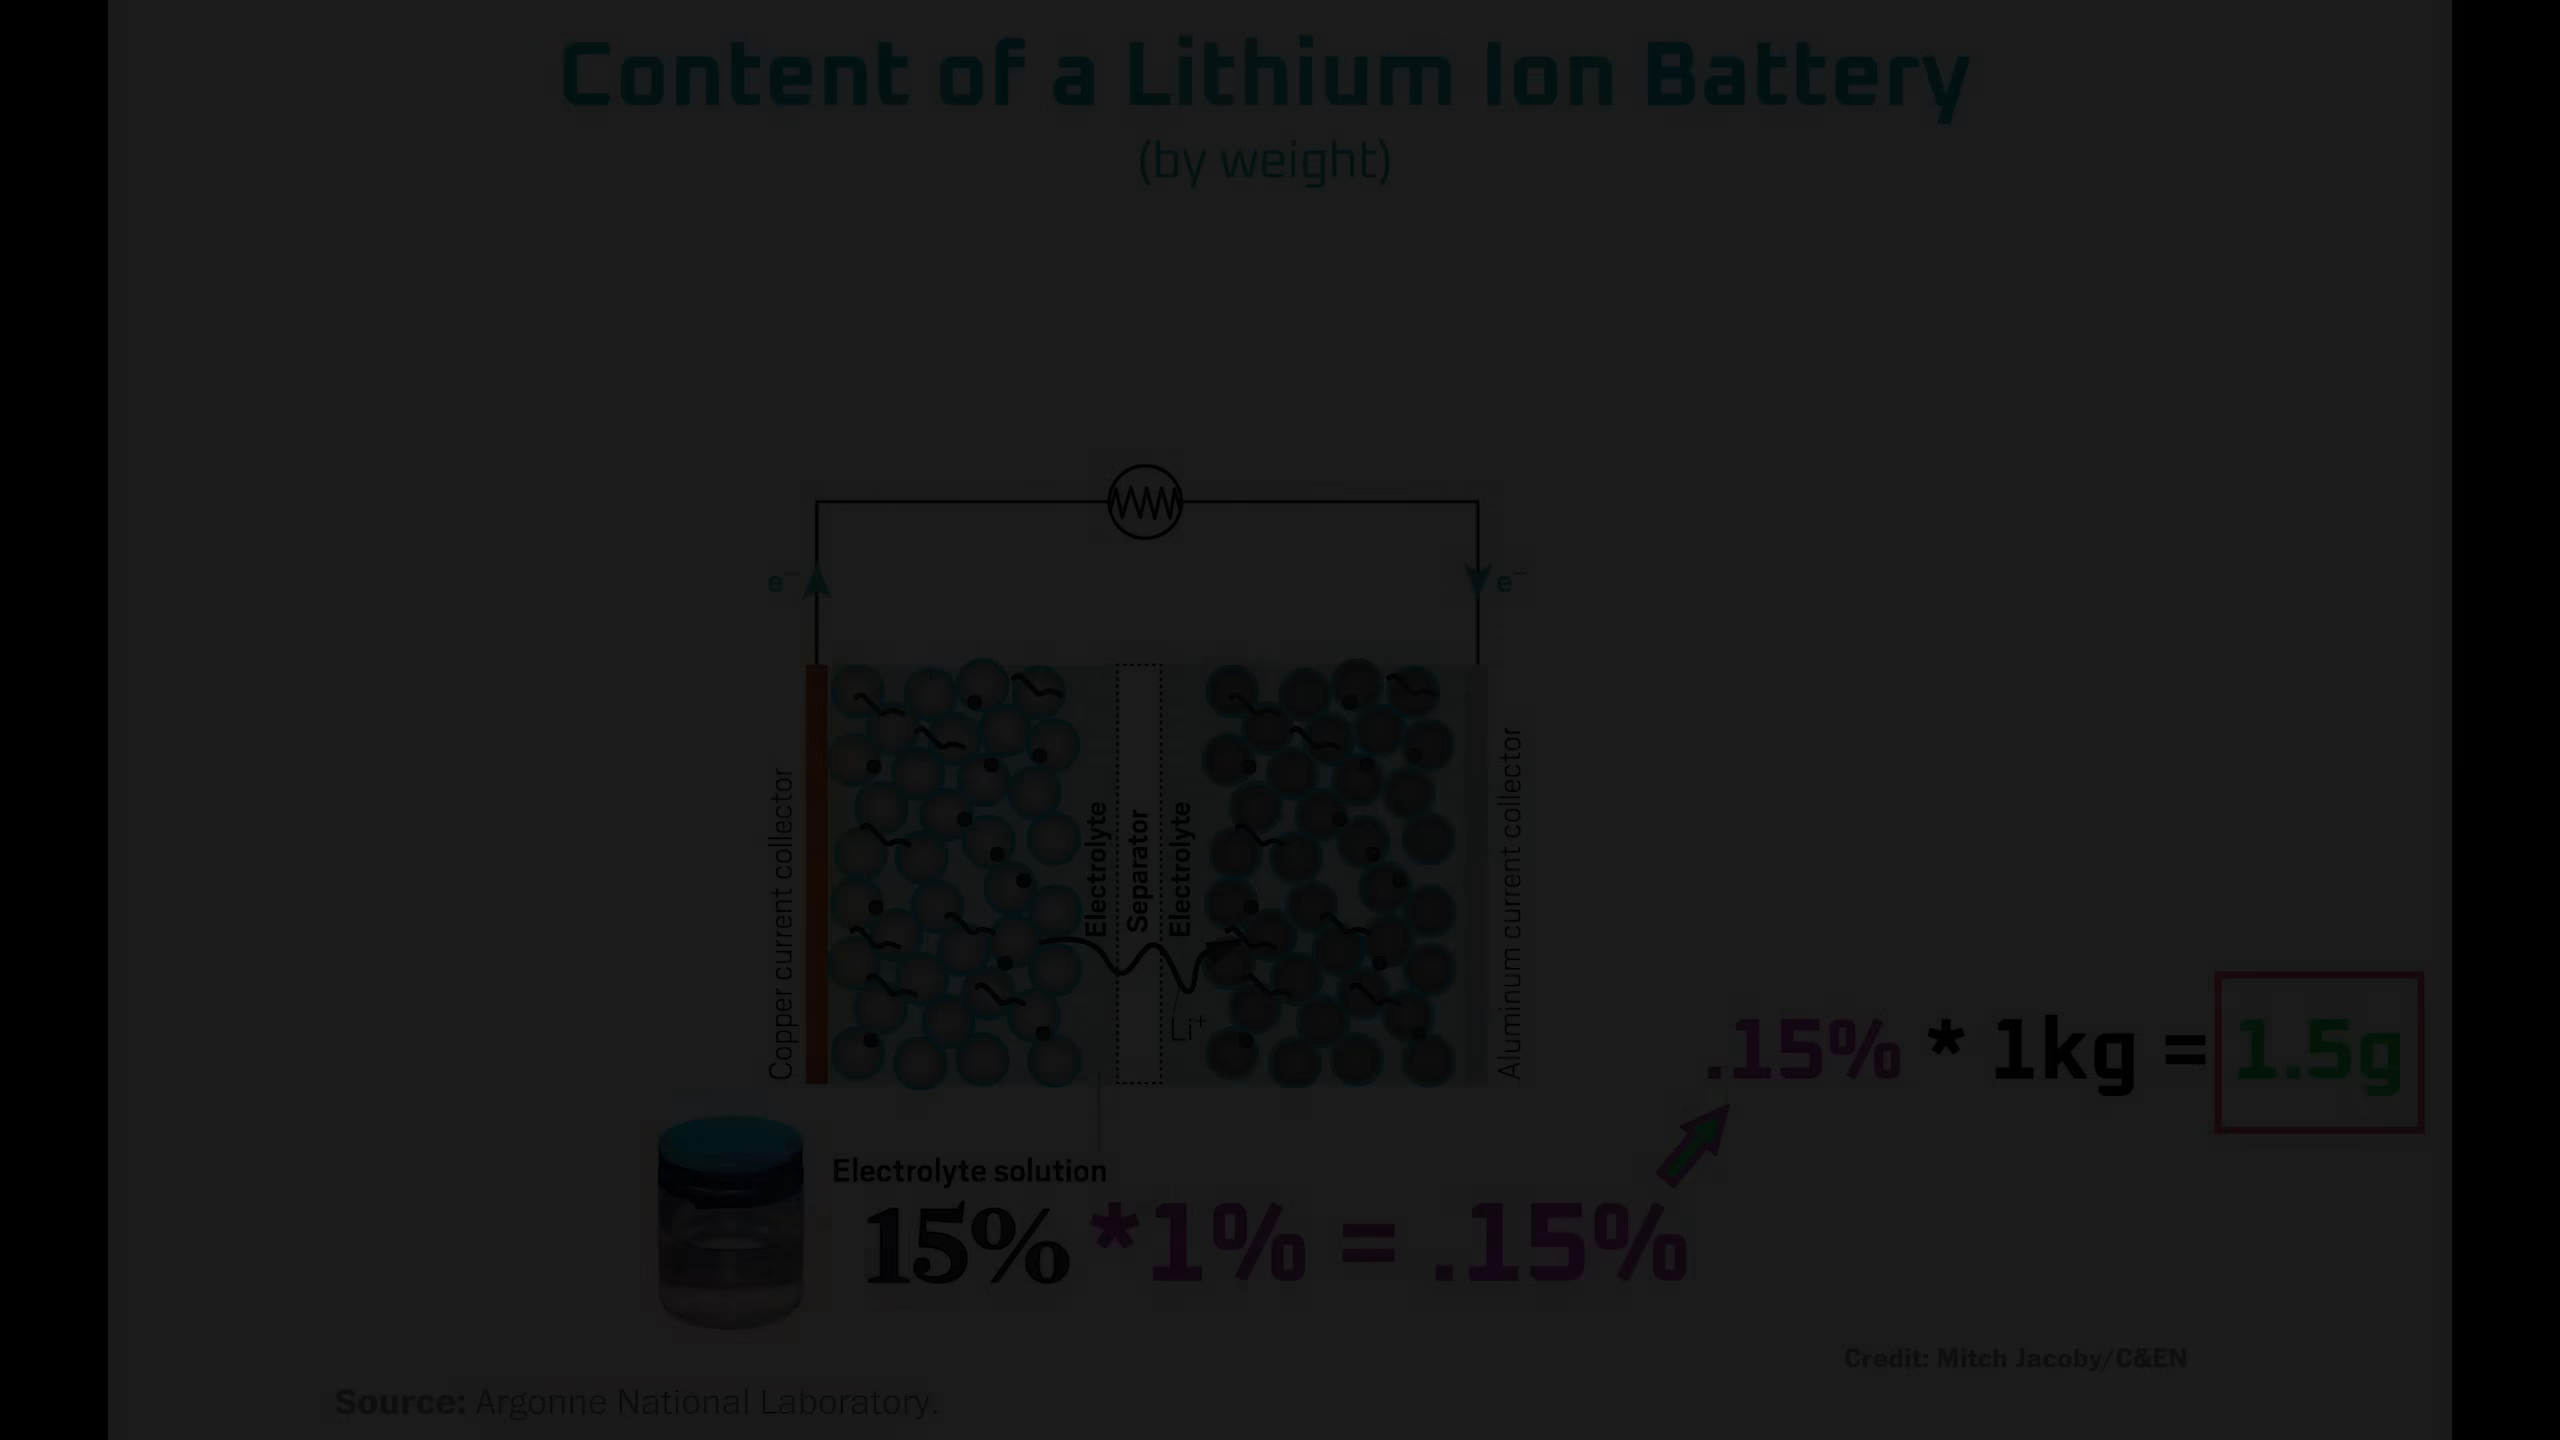 Content of a Lithium Ion Battery
(by weight)
e⁻
e⁻
Copper current collector
Electrolyte
Separator
Electrolyte
Li⁺
Aluminum current collector
.15% * 1kg = 1.5g
Electrolyte solution
15% *1% = .15%
Credit: Mitch Jacoby/C&EN
Source: Argonne National Laboratory.